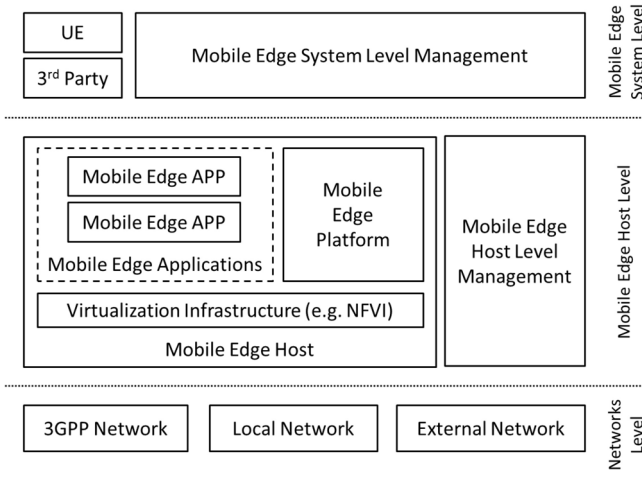 UE
3rd Party
Mobile Edge System Level Management
Mobile Edge
System Level
Mobile Edge APP
Mobile Edge APP
Mobile Edge Applications
Mobile
Edge
Platform
Virtualization Infrastructure (e.g. NFVI)
Mobile Edge Host
Mobile Edge
Host Level
Management
Mobile Edge Host Level
3GPP Network
Local Network
External Network
Networks
Level